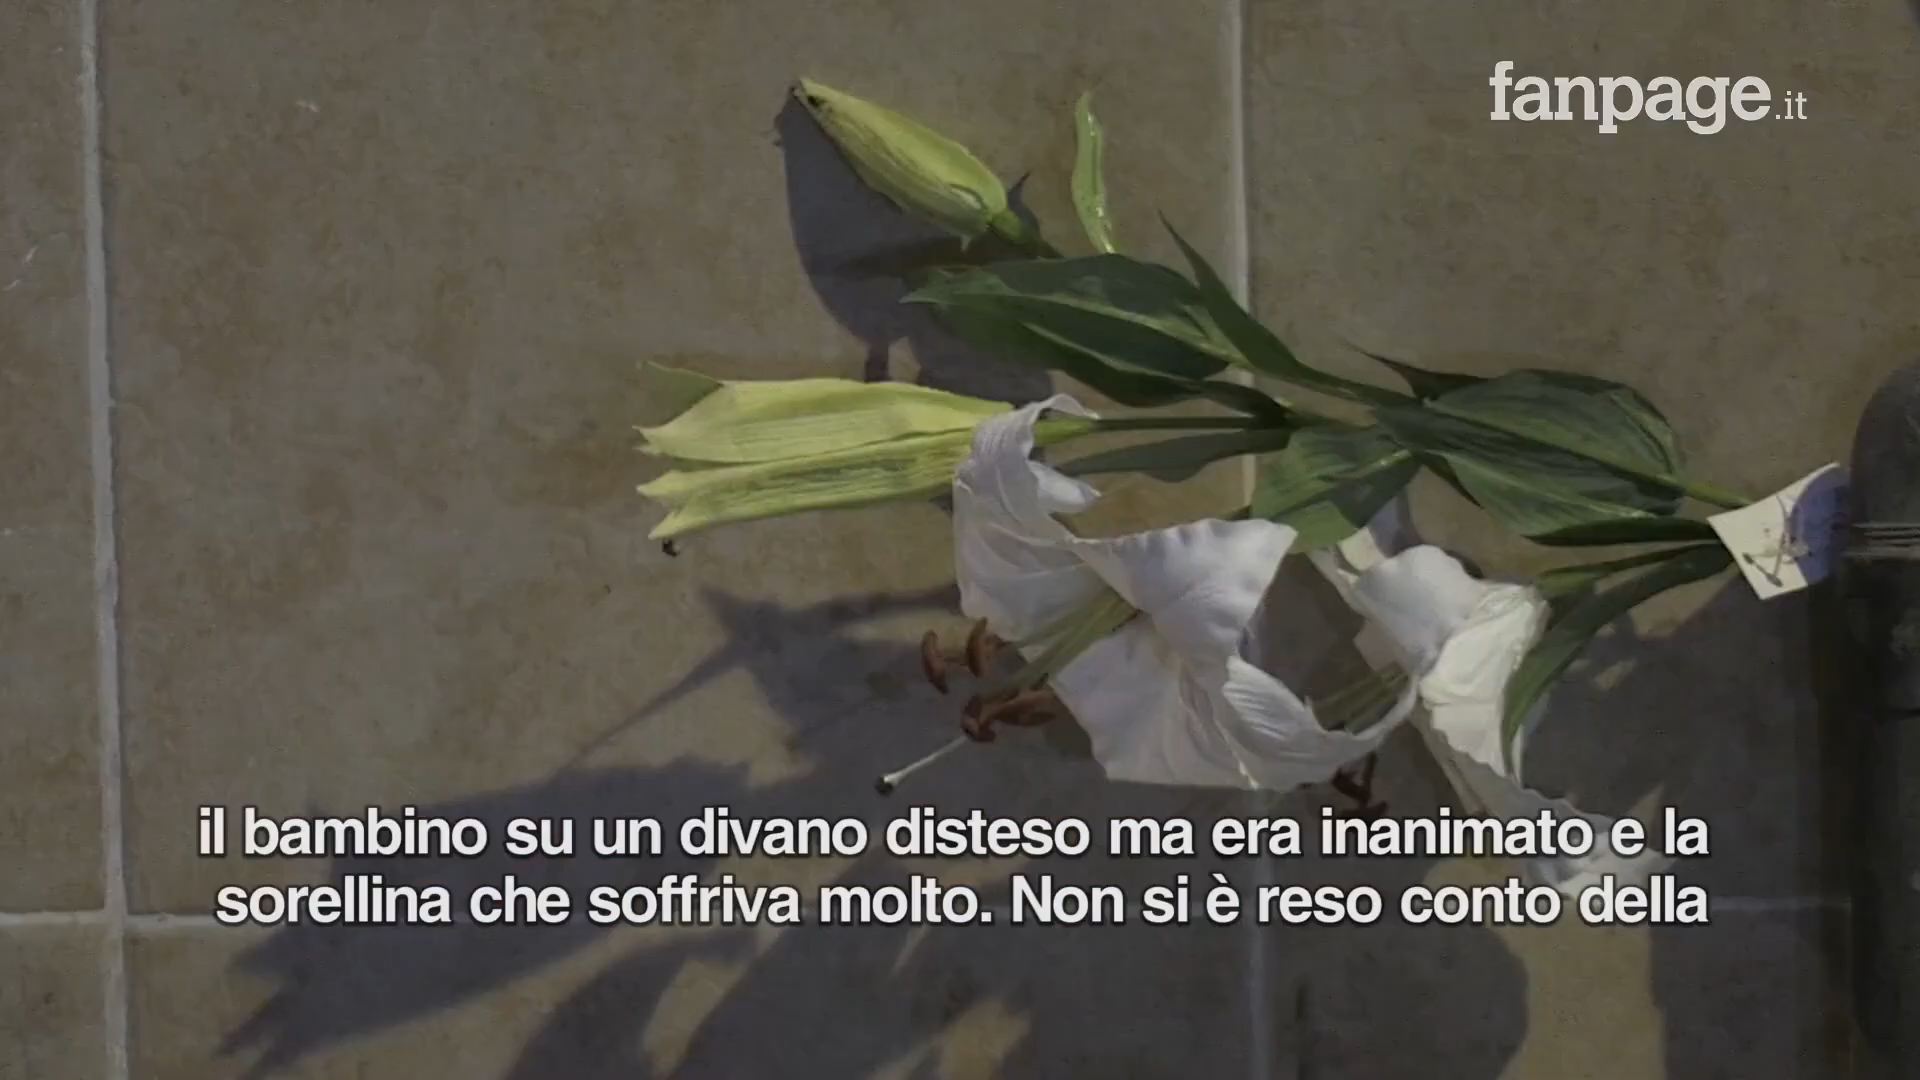 fanpage.it
il bambino su un divano disteso ma era inanimato e la
sorellina che soffriva molto. Non si è reso conto della